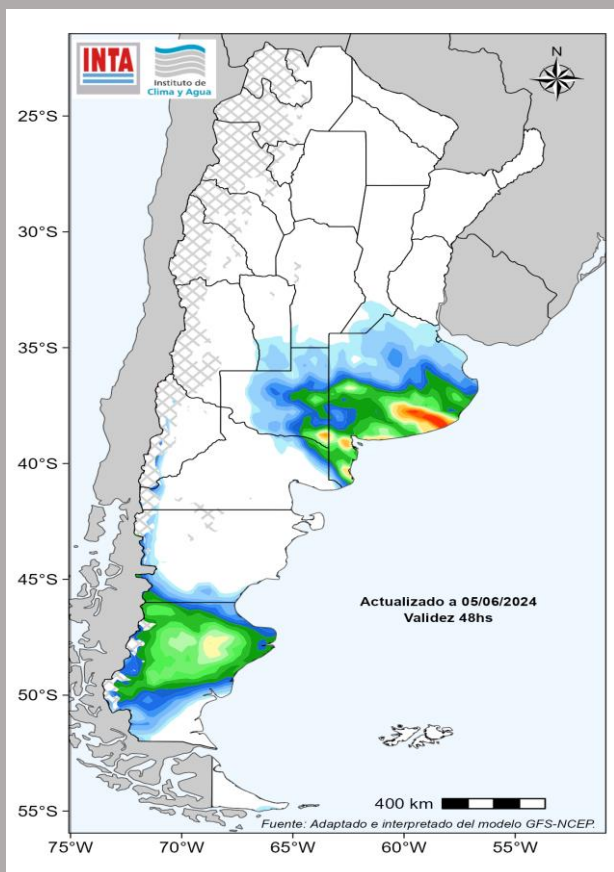 INTA
Instituto de
Clima y Agua
N
25°S
30°S
35°S
40°S
45°S
50°S
55°S
Actualizado a 05/06/2024
Validez 48hs
400 km
Fuente: Adaptado e interpretado del modelo GFS-NCEP.
75°W
70°W
65°W
60°W
55°W